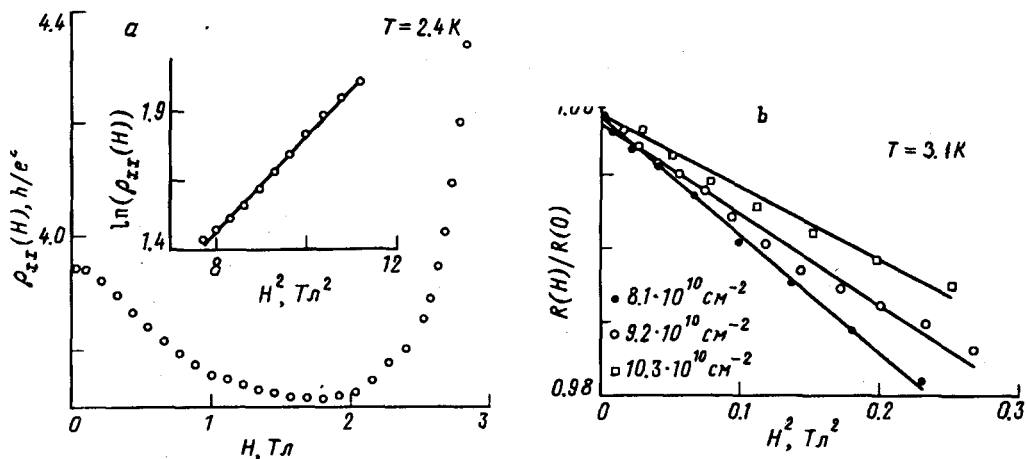 4.4
a
T = 2.4 K
1.9
ln(ρxx(H))
1.4
8
12
H², Тл²
ρxx(H), h/e²
4.0
0
1
2
3
H, Тл
1.00
b
T = 3.1 K
R(H)/R(0)
• 8.1·10¹⁰ см⁻²
○ 9.2·10¹⁰ см⁻²
□ 10.3·10¹⁰ см⁻²
0.98
0
0.1
0.2
0.3
H², Тл²